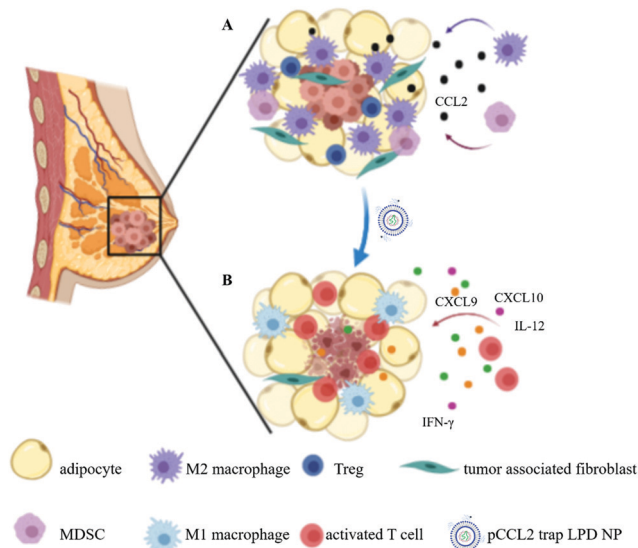 A
CCL2
B
CXCL9
CXCL10
IL-12
IFN-γ
adipocyte
M2 macrophage
Treg
tumor associated fibroblast
MDSC
M1 macrophage
activated T cell
pCCL2 trap LPD NP